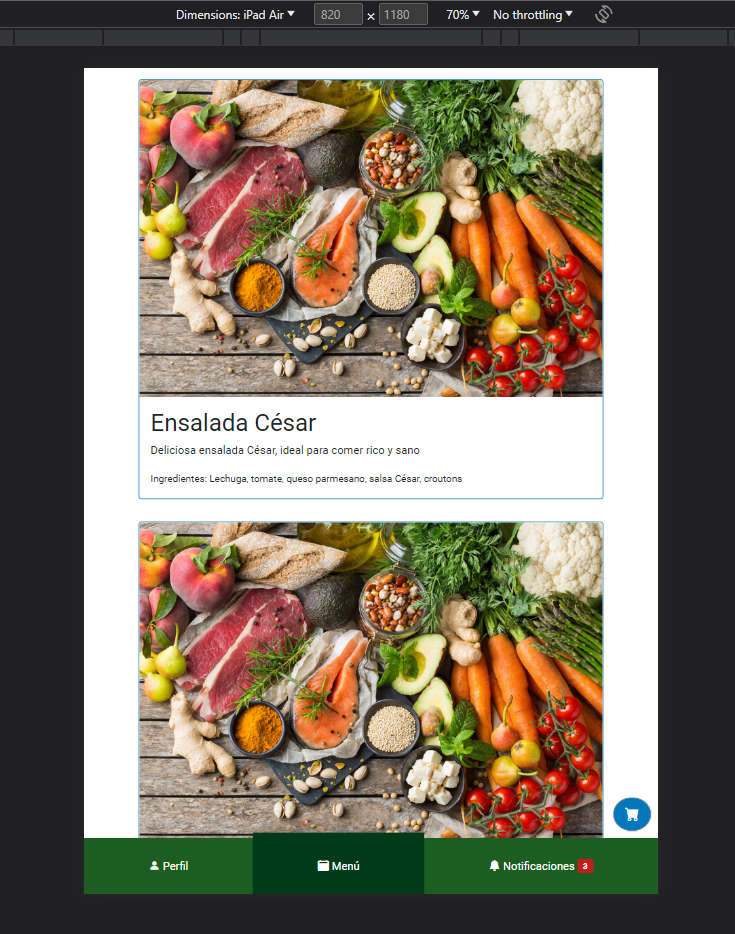 Dimensions: iPad Air 820 x 1180 70% No throttling
Ensalada César
Deliciosa ensalada César, ideal para comer rico y sano
Ingredientes: Lechuga, tomate, queso parmesano, salsa César, croutons
Perfil Menú Notificaciones 3